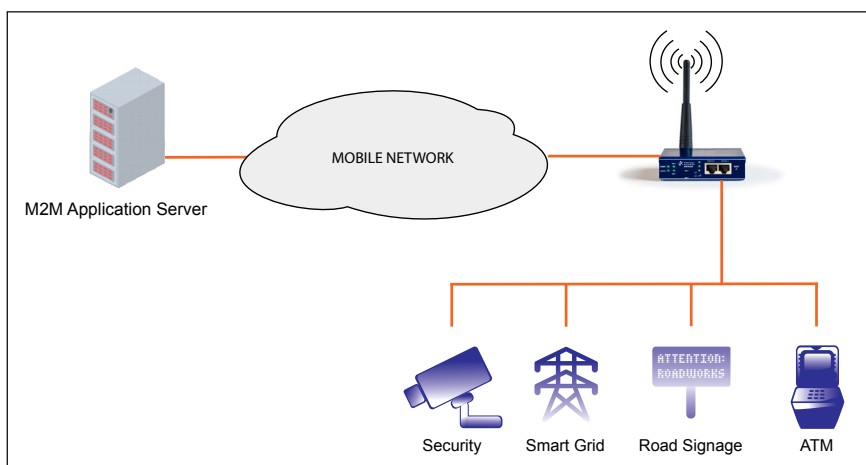 M2M Application Server
MOBILE NETWORK
ATTENTION:
ROADWORKS
Security
Smart Grid
Road Signage
ATM